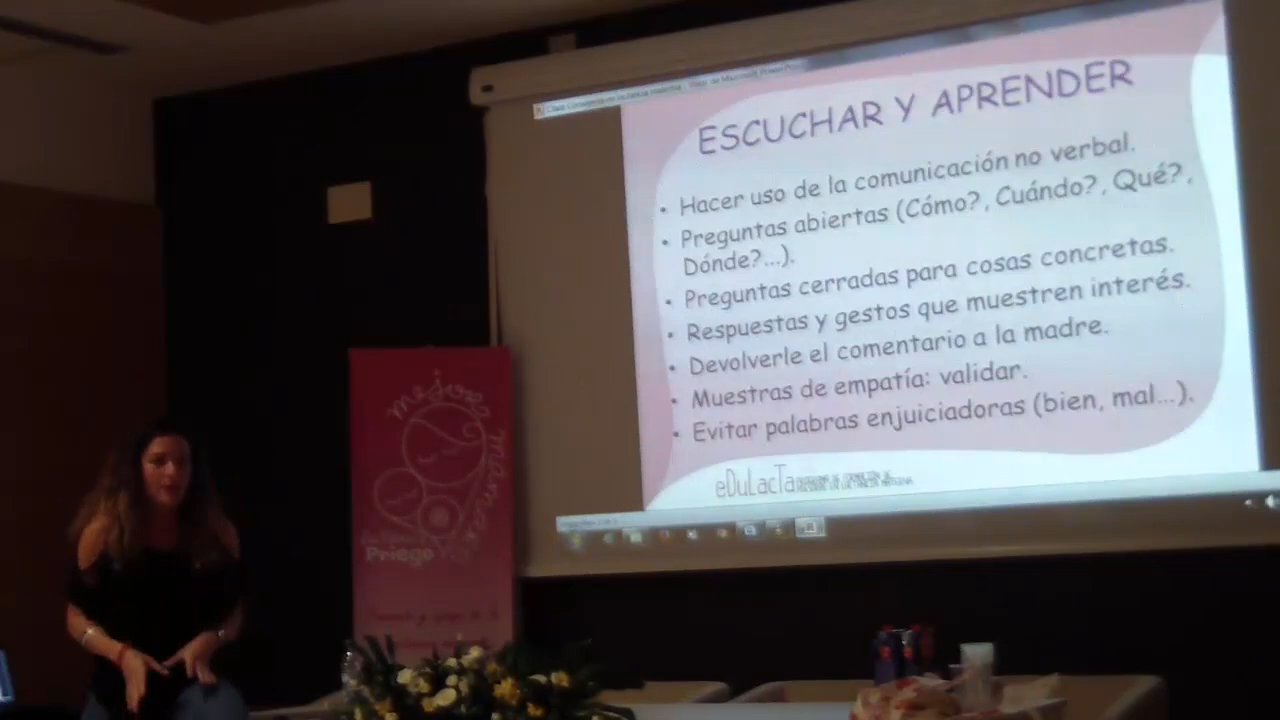 ESCUCHAR Y APRENDER
• Hacer uso de la comunicación no verbal.
• Preguntas abiertas (Cómo?, Cuándo?, Qué?,
Dónde?...).
• Preguntas cerradas para cosas concretas.
• Respuestas y gestos que muestren interés.
• Devolverle el comentario a la madre.
• Muestras de empatía: validar.
• Evitar palabras enjuiciadoras (bien, mal...).
eDuLacTa
mejore
Priego